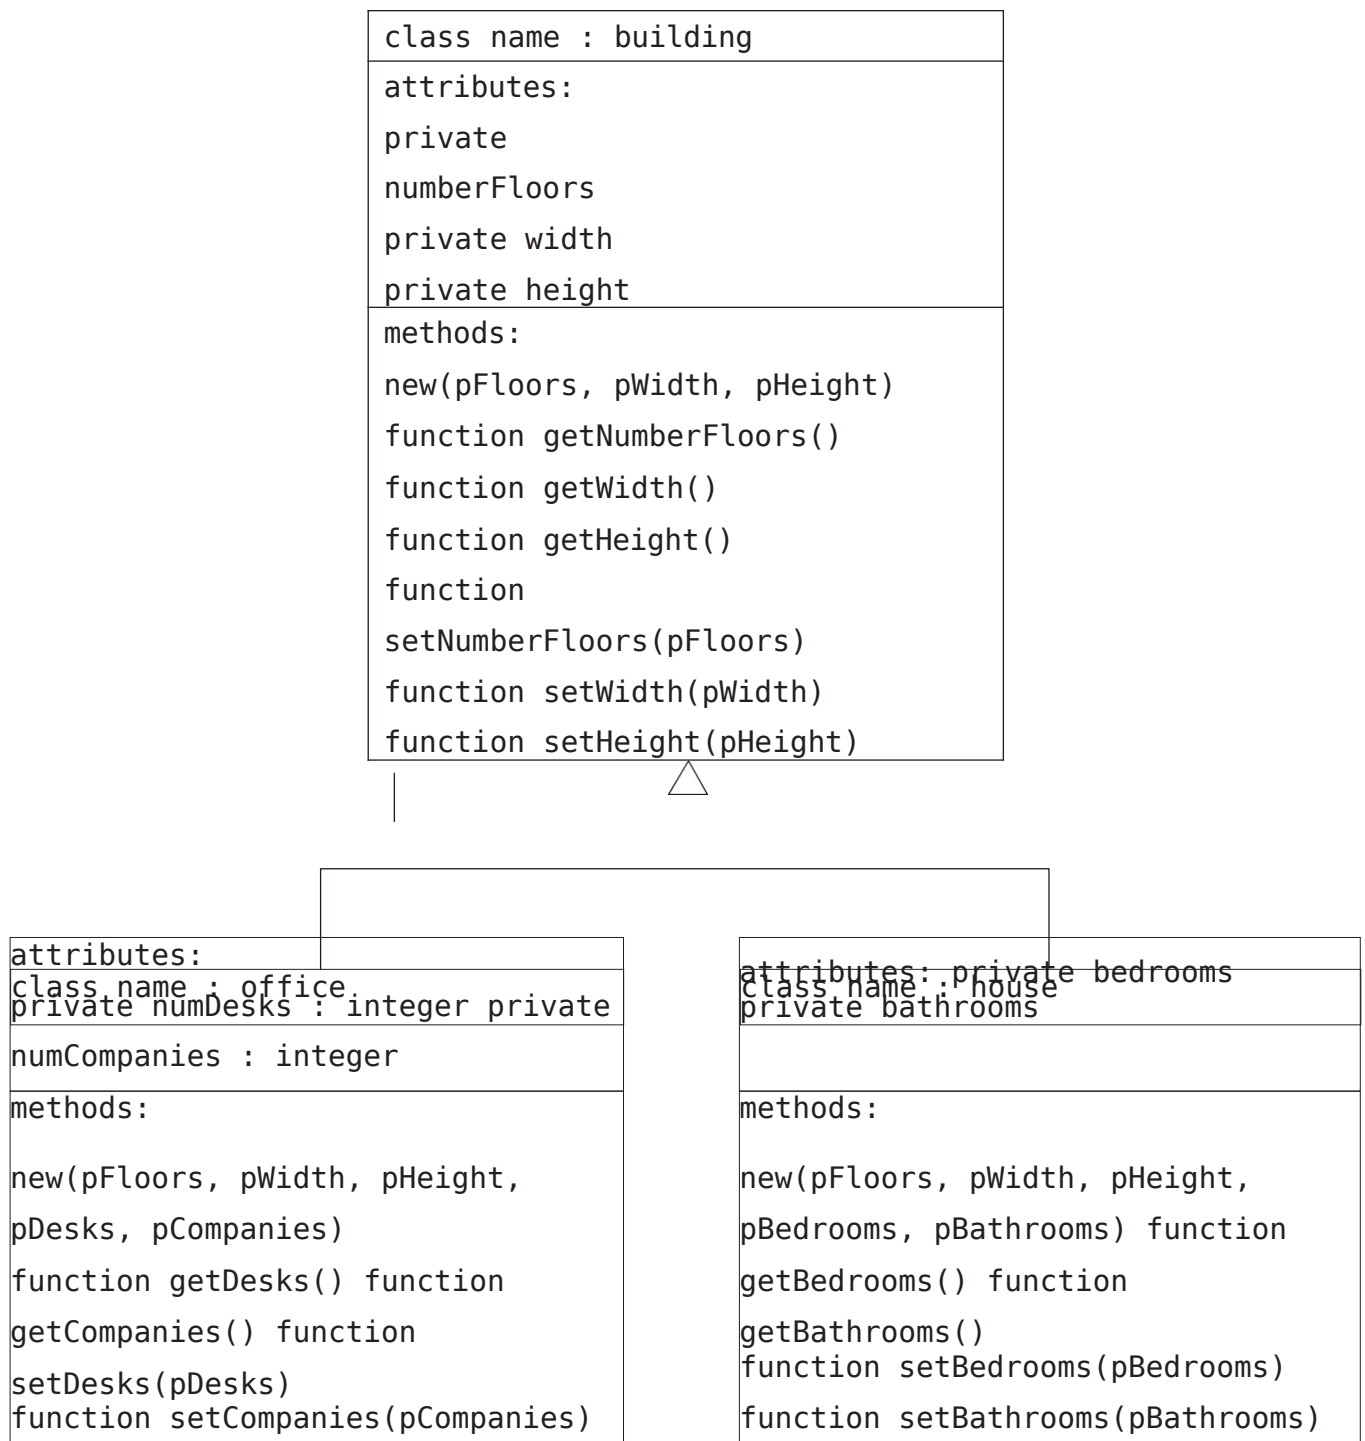 class name : building
attributes:
private
numberFloors
private width
private height
methods:
new(pFloors, pWidth, pHeight)
function getNumberFloors()
function getWidth()
function getHeight()
function
setNumberFloors(pFloors)
function setWidth(pWidth)
function setHeight(pHeight)
attributes:
class name : office
private numDesks : integer private
numCompanies : integer
methods:
new(pFloors, pWidth, pHeight,
pDesks, pCompanies)
function getDesks() function
getCompanies() function
setDesks(pDesks)
function setCompanies(pCompanies)
attributes: private bedrooms
class name : house
private bathrooms
methods:
new(pFloors, pWidth, pHeight,
pBedrooms, pBathrooms) function
getBedrooms() function
getBathrooms()
function setBedrooms(pBedrooms)
function setBathrooms(pBathrooms)